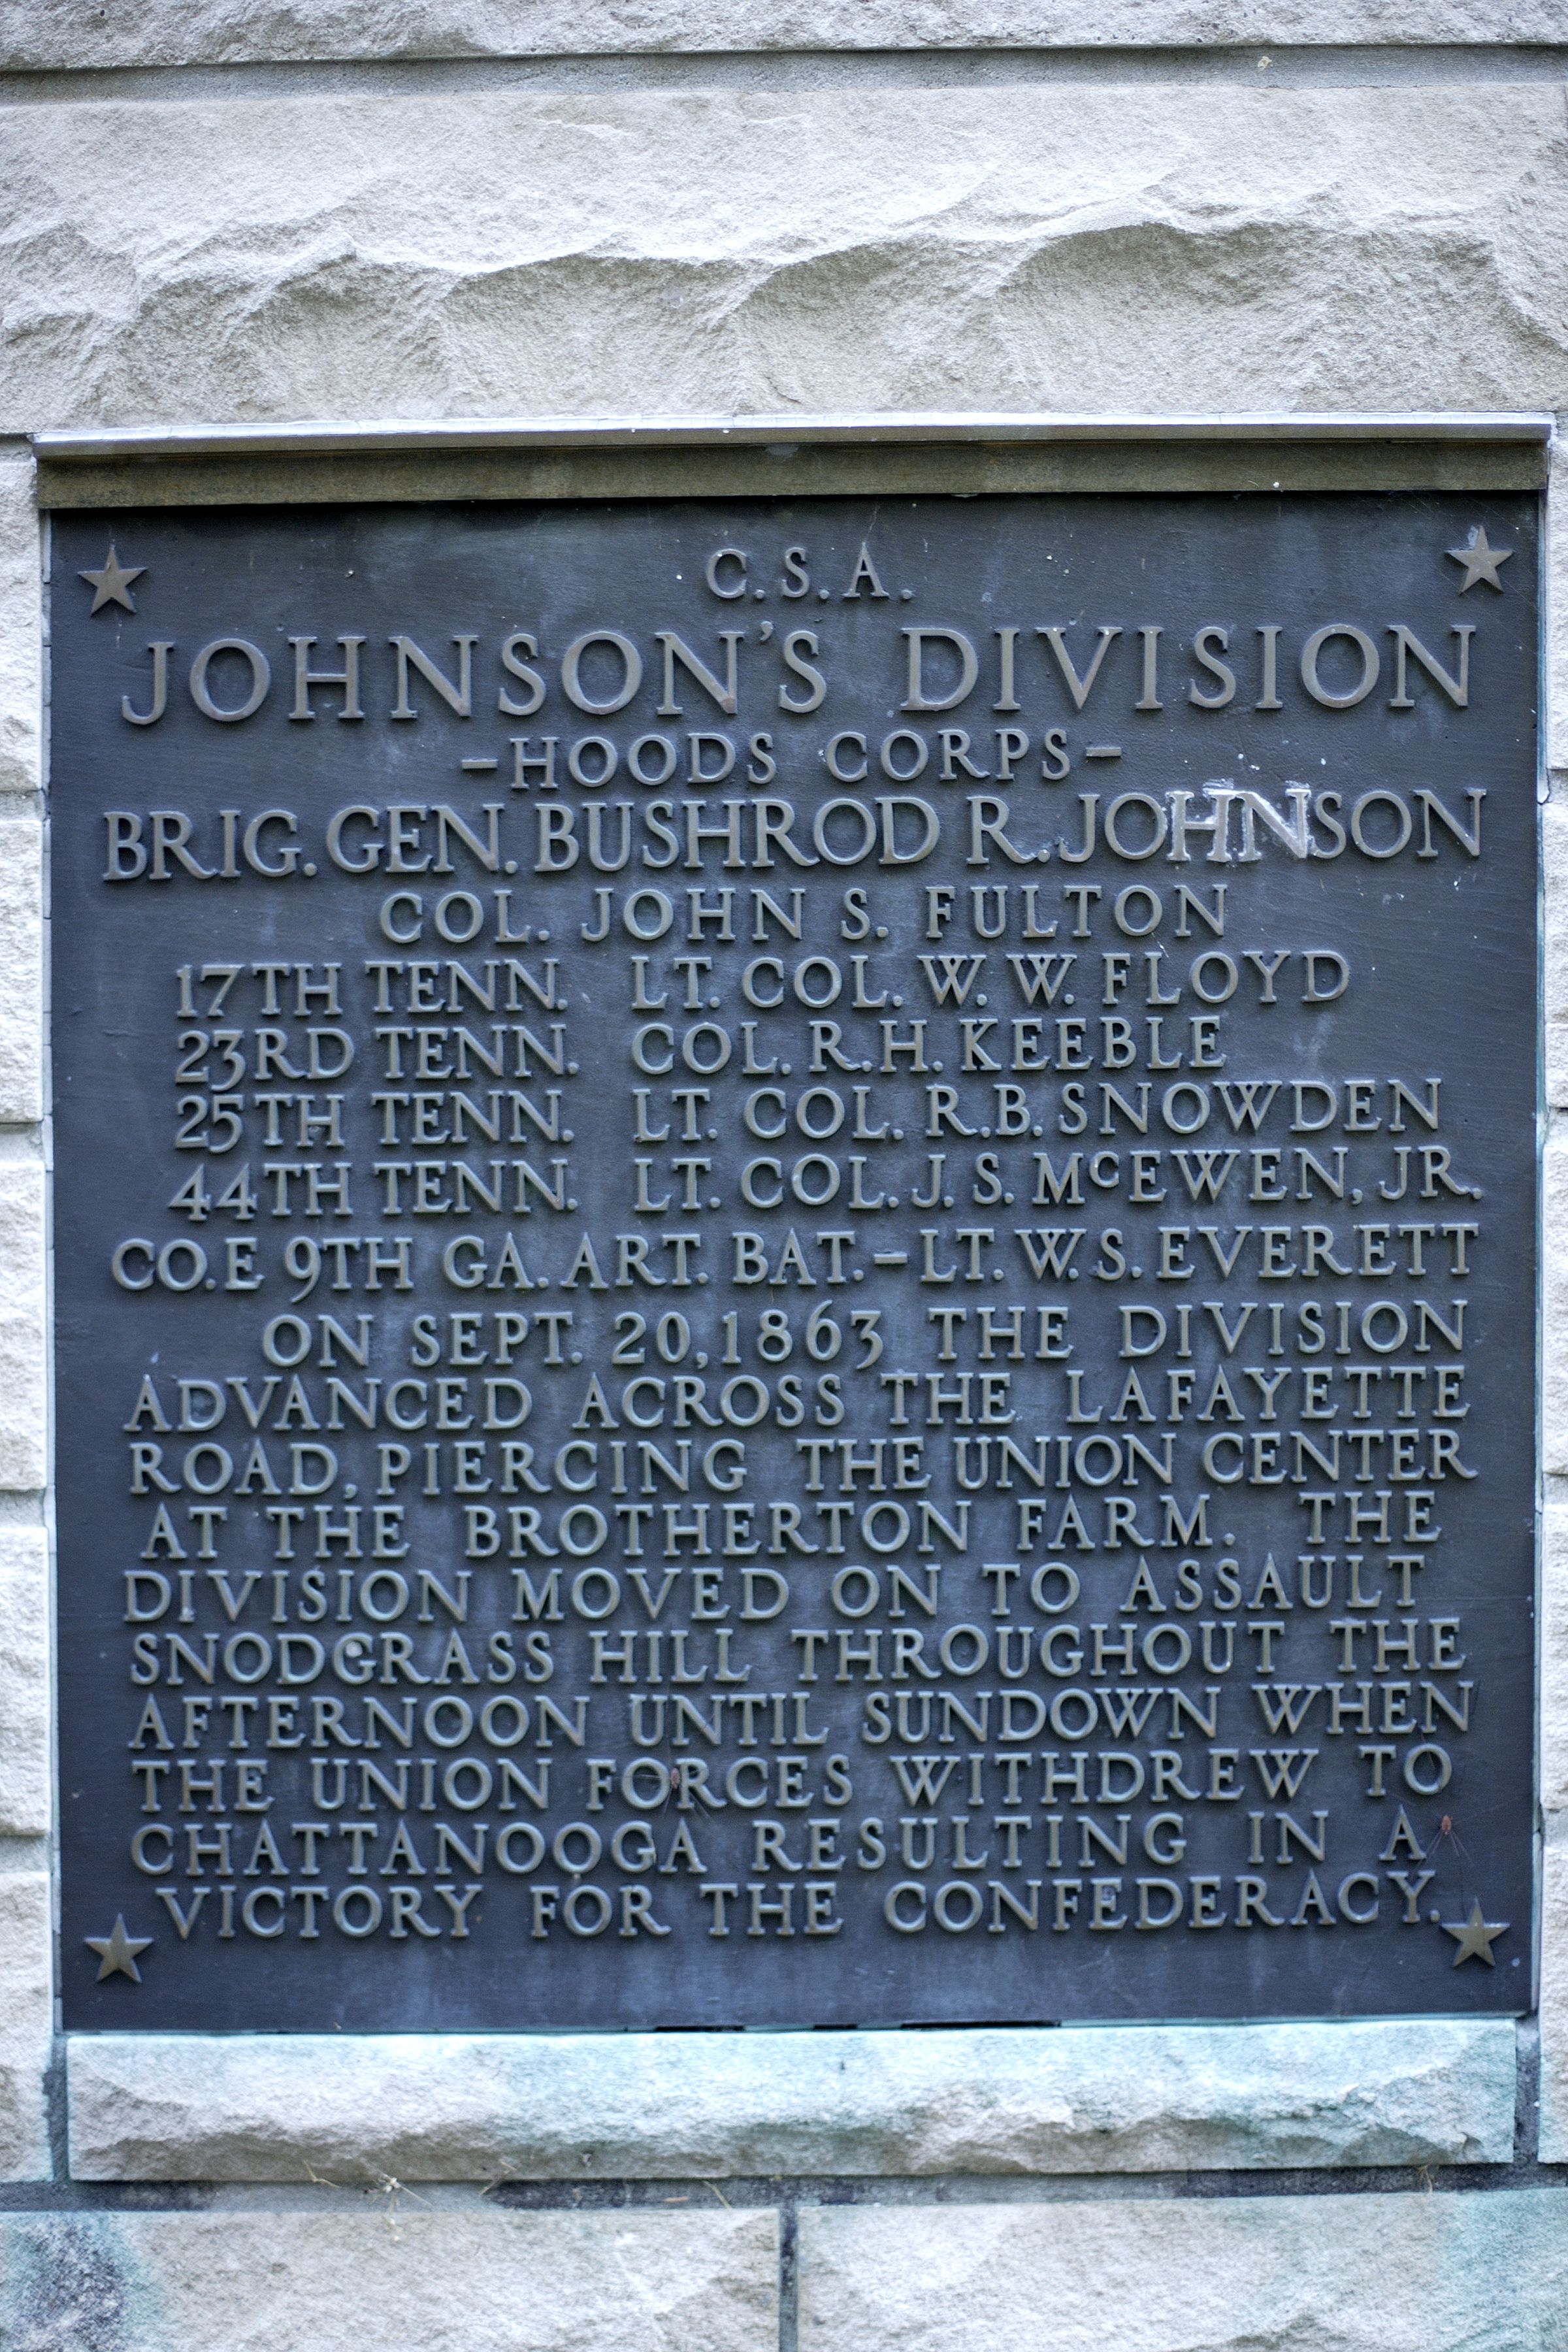 C.S.A.
JOHNSON'S DIVISION
-HOODS CORPS-
BRIG. GEN. BUSHROD R. JOHNSON
COL. JOHN S. FULTON
17TH TENN. LT. COL. W. W. FLOYD
23RD TENN. COL. R. H. KEEBLE
25TH TENN. LT. COL. R. B. SNOWDEN
44TH TENN. LT. COL. J. S. McEWEN, JR.
CO. E 9TH GA. ART. BAT.-LT. W. S. EVERETT
ON SEPT. 20, 1863 THE DIVISION
ADVANCED ACROSS THE LAFAYETTE
ROAD, PIERCING THE UNION CENTER
AT THE BROTHERTON FARM. THE
DIVISION MOVED ON TO ASSAULT
SNODGRASS HILL THROUGHOUT THE
AFTERNOON UNTIL SUNDOWN WHEN
THE UNION FORCES WITHDREW TO
CHATTANOOGA RESULTING IN A
VICTORY FOR THE CONFEDERACY.